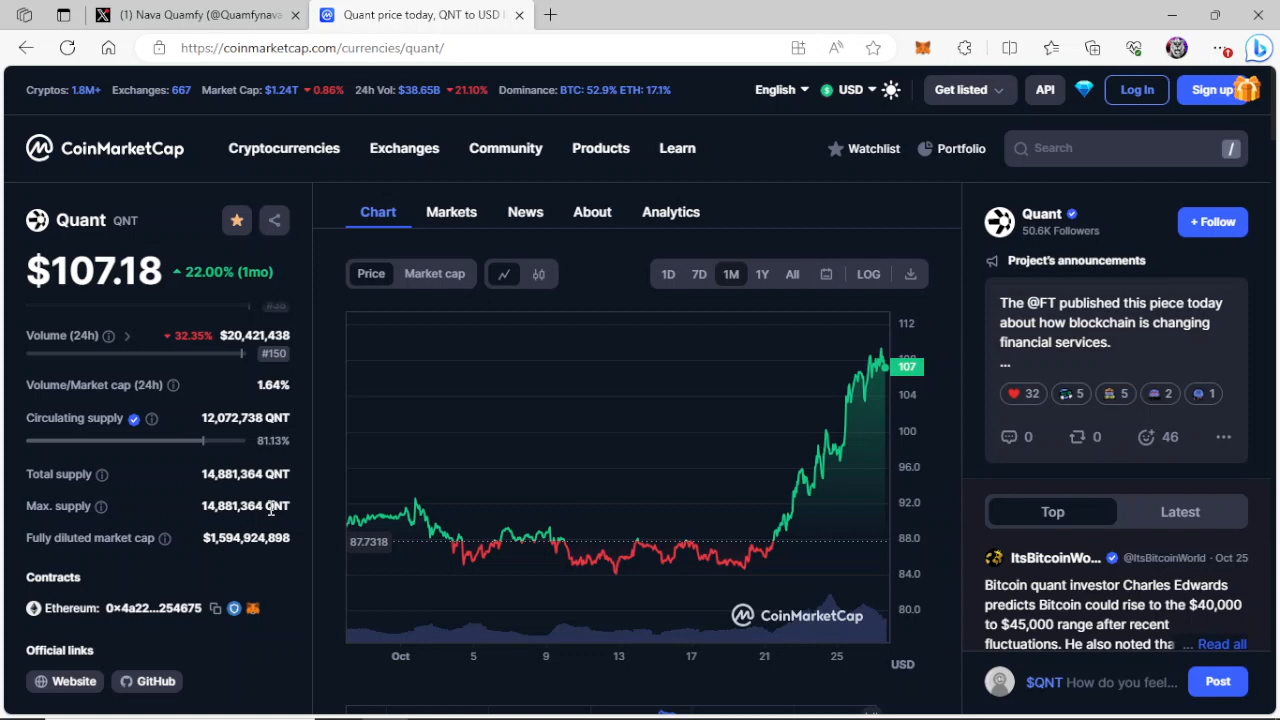 (1) Nava Quamfy (@Quamfynava
Quant price today, QNT to USD l
https://coinmarketcap.com/currencies/quant/
Cryptos: 1.8M+ Exchanges: 667 Market Cap: $1.24T 0.86% 24h Vol: $38.65B 21.10% Dominance: BTC: 52.9% ETH: 17.1%
English USD Get listed API Log In Sign up
CoinMarketCap Cryptocurrencies Exchanges Community Products Learn Watchlist Portfolio Search /
Quant QNT
$107.18 22.00% (1mo)
Volume (24h) 32.35% $20,421,438
#150
Volume/Market cap (24h) 1.64%
Circulating supply 12,072,738 QNT
81.13%
Total supply 14,881,364 QNT
Max. supply 14,881,364 QNT
Fully diluted market cap $1,594,924,898
Contracts
Ethereum: 0x4a22...254675
Official links
Website GitHub
Chart Markets News About Analytics
Price Market cap 1D 7D 1M 1Y All LOG
112
107
104
100
96.0
92.0
88.0
87.7318
84.0
80.0
CoinMarketCap
Oct 5 9 13 17 21 25 USD
Quant
50.6K Followers
+ Follow
Project's announcements
The @FT published this piece today
about how blockchain is changing
financial services.
...
32 5 5 2 1
0 0 46
Top Latest
ItsBitcoinWo... @ItsBitcoinWorld · Oct 25
Bitcoin quant investor Charles Edwards
predicts Bitcoin could rise to the $40,000
to $45,000 range after recent
fluctuations. He also noted tha ... Read all
$QNT How do you feel... Post